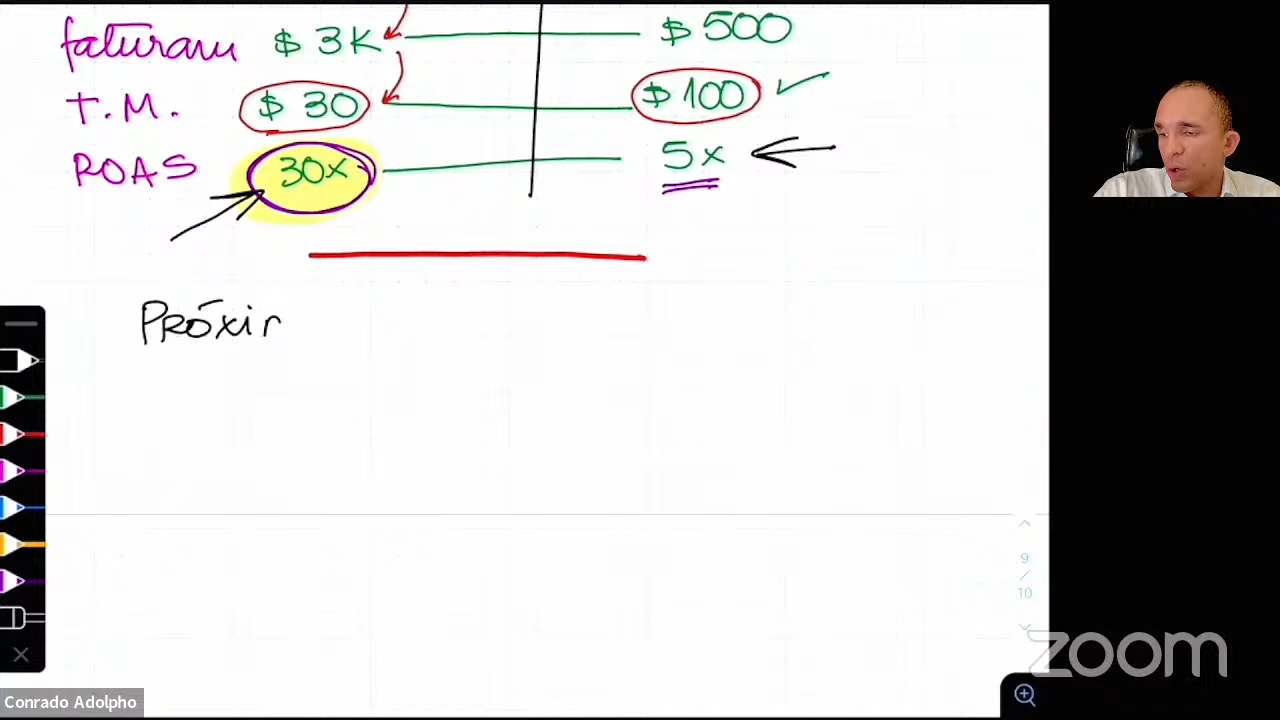 faturam $ 3K $ 500
T.M. $ 30 $ 100
ROAS 30x 5x
Próxir
9
/
10
zoom
Conrado Adolpho